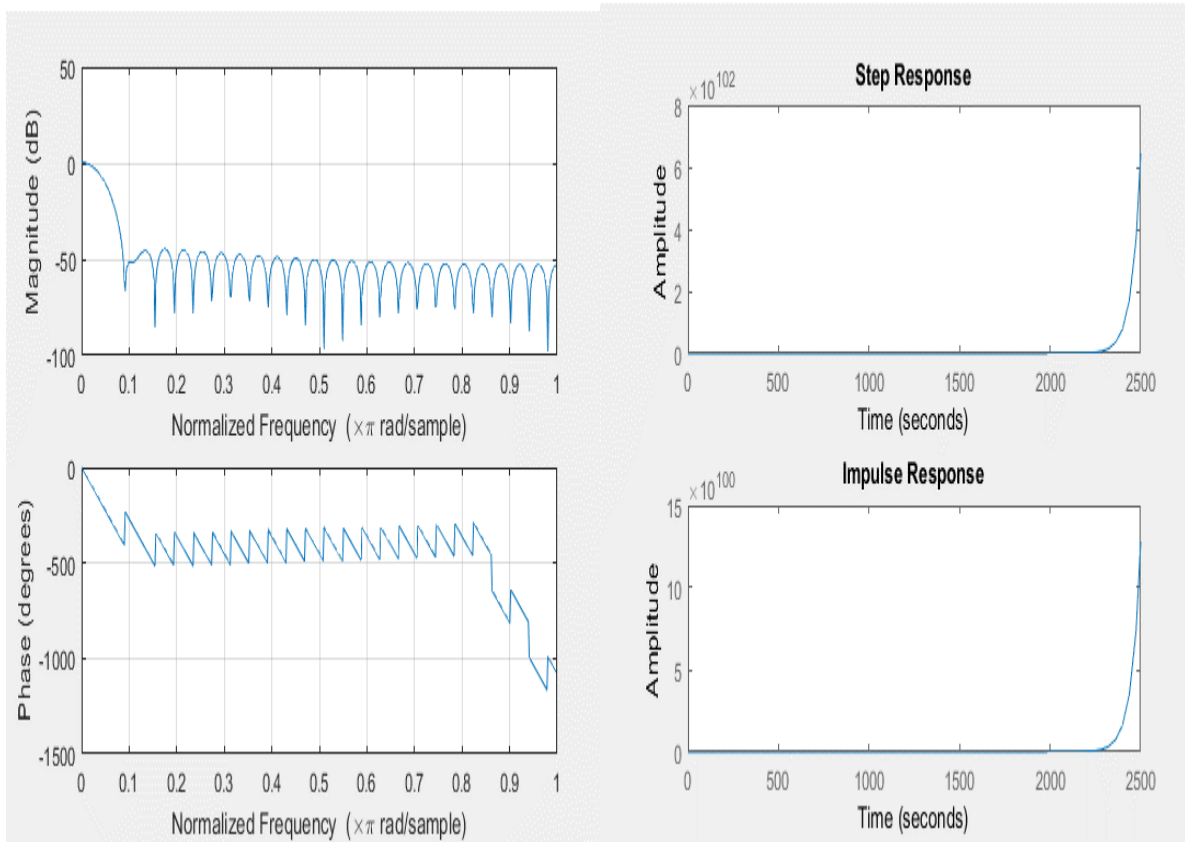 50
0
-50
-100
Magnitude (dB)
0 0.1 0.2 0.3 0.4 0.5 0.6 0.7 0.8 0.9 1
Normalized Frequency (×π rad/sample)
0
-500
-1000
-1500
Phase (degrees)
0 0.1 0.2 0.3 0.4 0.5 0.6 0.7 0.8 0.9 1
Normalized Frequency (×π rad/sample)
Step Response
×10^102
8
6
4
2
0
Amplitude
0 500 1000 1500 2000 2500
Time (seconds)
Impulse Response
×10^100
15
10
5
0
Amplitude
0 500 1000 1500 2000 2500
Time (seconds)